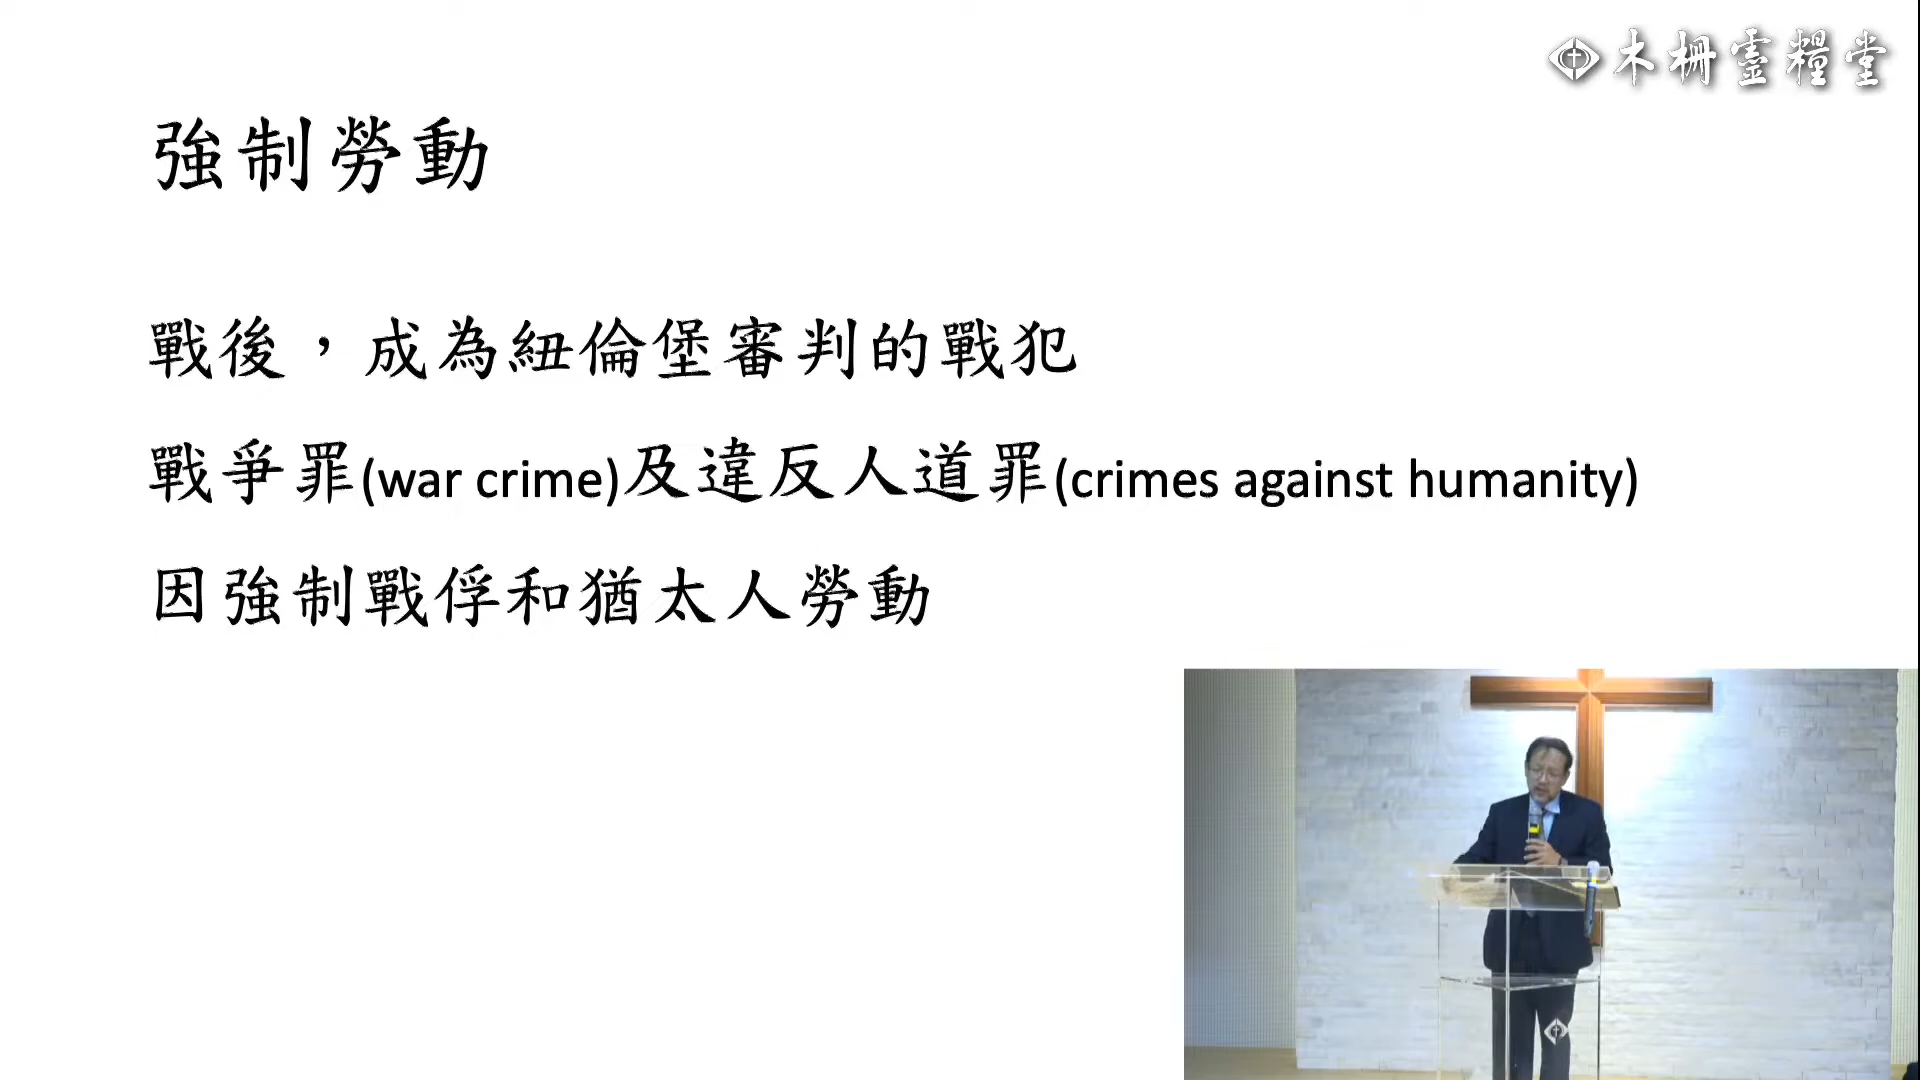 木柵靈糧堂
強制勞動
戰後，成為紐倫堡審判的戰犯
戰爭罪(war crime)及違反人道罪(crimes against humanity)
因強制戰俘和猶太人勞動